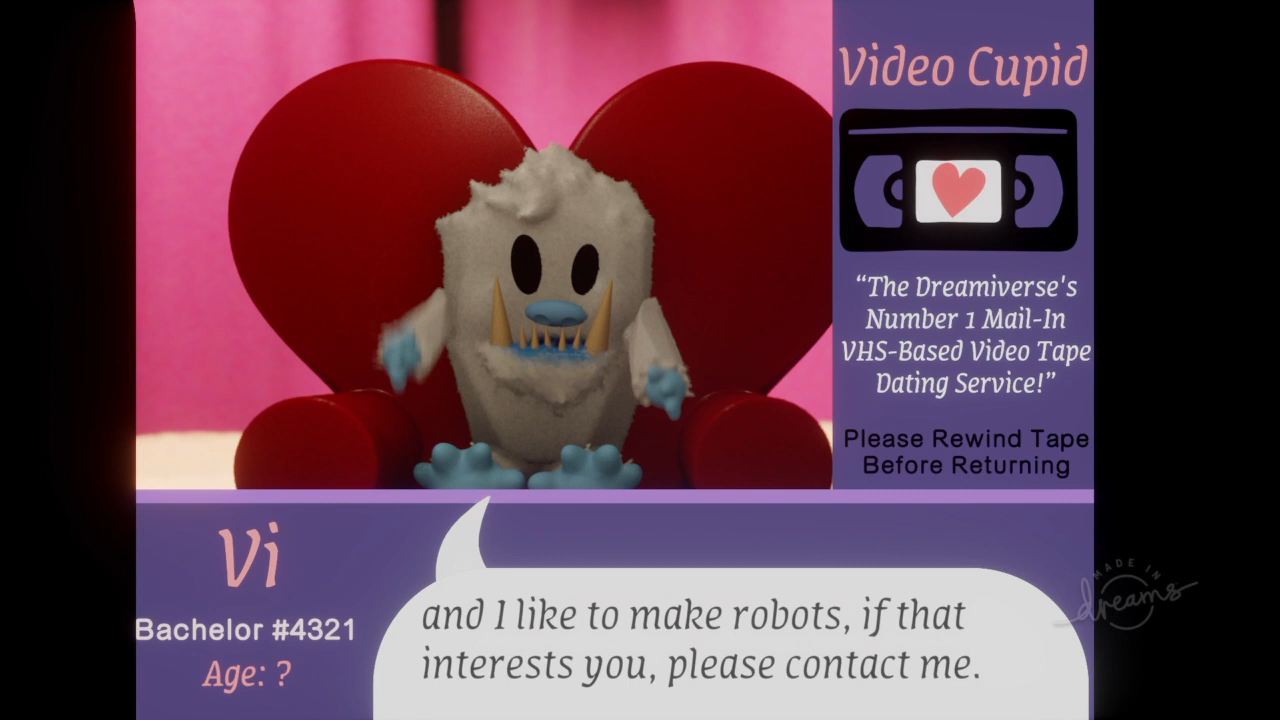 Video Cupid
“The Dreamiverse's
Number 1 Mail-In
VHS-Based Video Tape
Dating Service!”
Please Rewind Tape
Before Returning
Vi
Bachelor #4321
Age: ?
and I like to make robots, if that
interests you, please contact me.
MADE IN
dreams